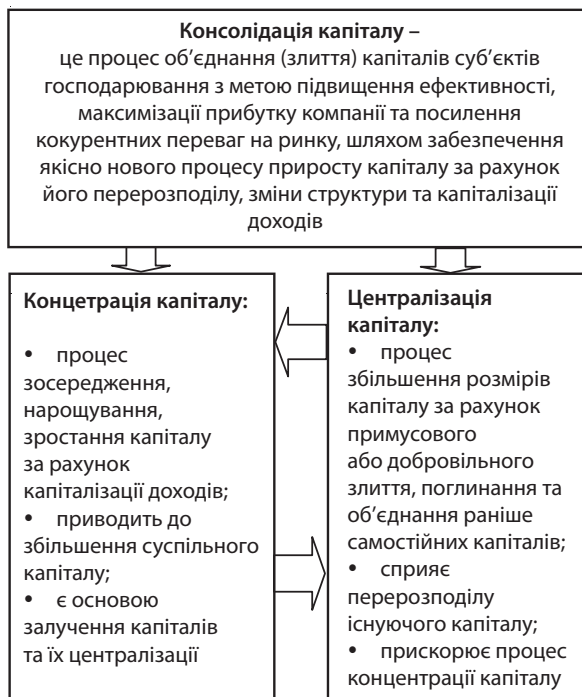 Консолідація капіталу –
це процес об’єднання (злиття) капіталів суб’єктів
господарювання з метою підвищення ефективності,
максимізації прибутку компанії та посилення
кокурентних переваг на ринку, шляхом забезпечення
якісно нового процесу приросту капіталу за рахунок
його перерозподілу, зміни структури та капіталізації
доходів
Концетрація капіталу:
• процес
зосередження,
нарощування,
зростання капіталу
за рахунок
капіталізації доходів;
• приводить до
збільшення суспільного
капіталу;
• є основою
залучення капіталів
та їх централізації
Централізація
капіталу:
• процес
збільшення розмірів
капіталу за рахунок
примусового
або добровільного
злиття, поглинання та
об’єднання раніше
самостійних капіталів;
• сприяє
перерозподілу
існуючого капіталу;
• прискорює процес
концентрації капіталу